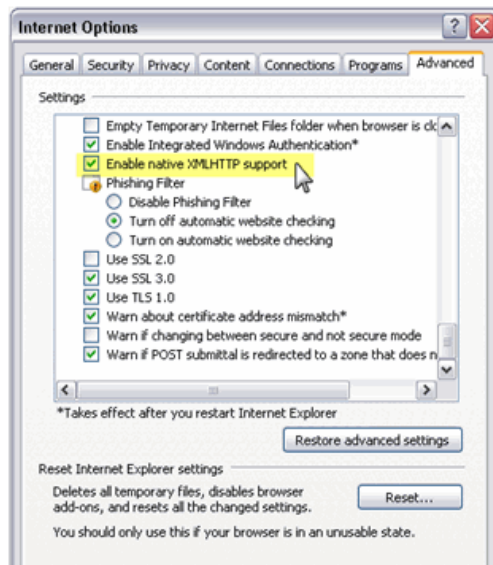 Internet Options
General Security Privacy Content Connections Programs Advanced
Settings
Empty Temporary Internet Files folder when browser is
Enable Integrated Windows Authentication*
Enable native XMLHTTP support
Phishing Filter
Disable Phishing Filter
Turn off automatic website checking
Turn on automatic website checking
Use SSL 2.0
Use SSL 3.0
Use TLS 1.0
Warn about certificate address mismatch*
Warn if changing between secure and not secure mode
Warn if POST submittal is redirected to a zone that does
*Takes effect after you restart Internet Explorer
Restore advanced settings
Reset Internet Explorer settings
Deletes all temporary files, disables browser
add-ons, and resets all the changed settings.
Reset...
You should only use this if your browser is in an unusable state.